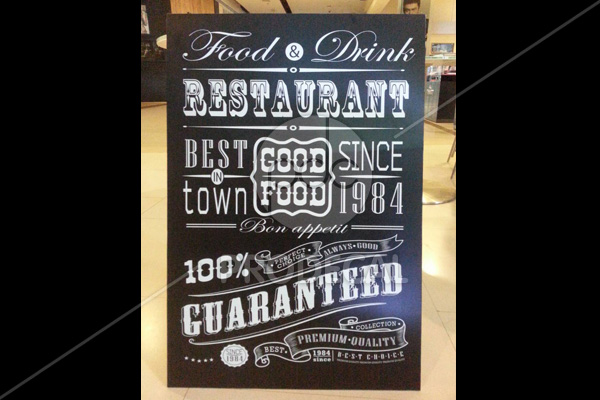 Food & Drink
RESTAURANT
BEST IN town
GOOD FOOD
SINCE 1984
Bon appetit
100%
PERFECT CHOICE
ALWAYS GOOD
PRODECAL
GUARANTEED
COLLECTION
PREMIUM QUALITY
SINCE 1984
BEST
1984 since
BEST CHOICE